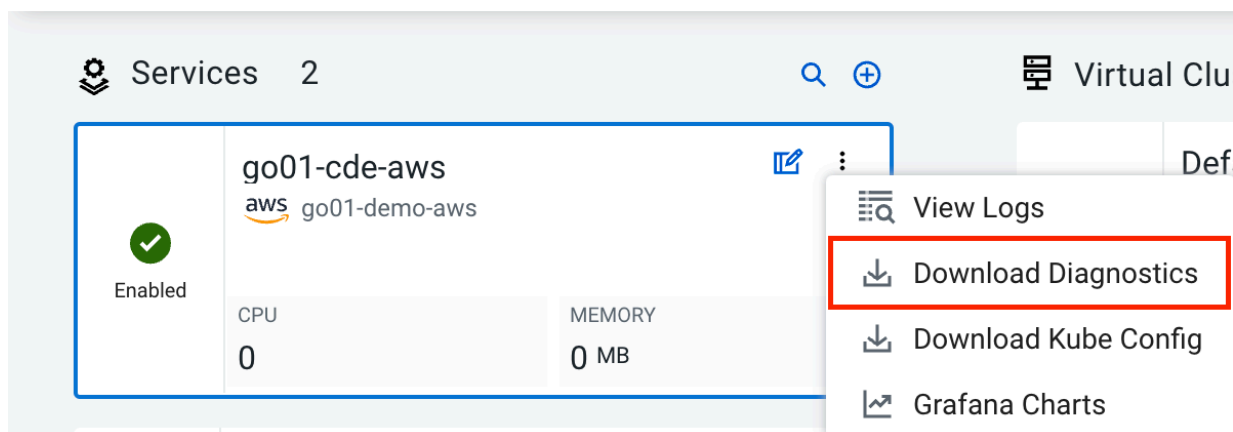 Services 2
Virtual Clu
go01-cde-aws
aws go01-demo-aws
Enabled
CPU
0
MEMORY
0 MB
Def
View Logs
Download Diagnostics
Download Kube Config
Grafana Charts